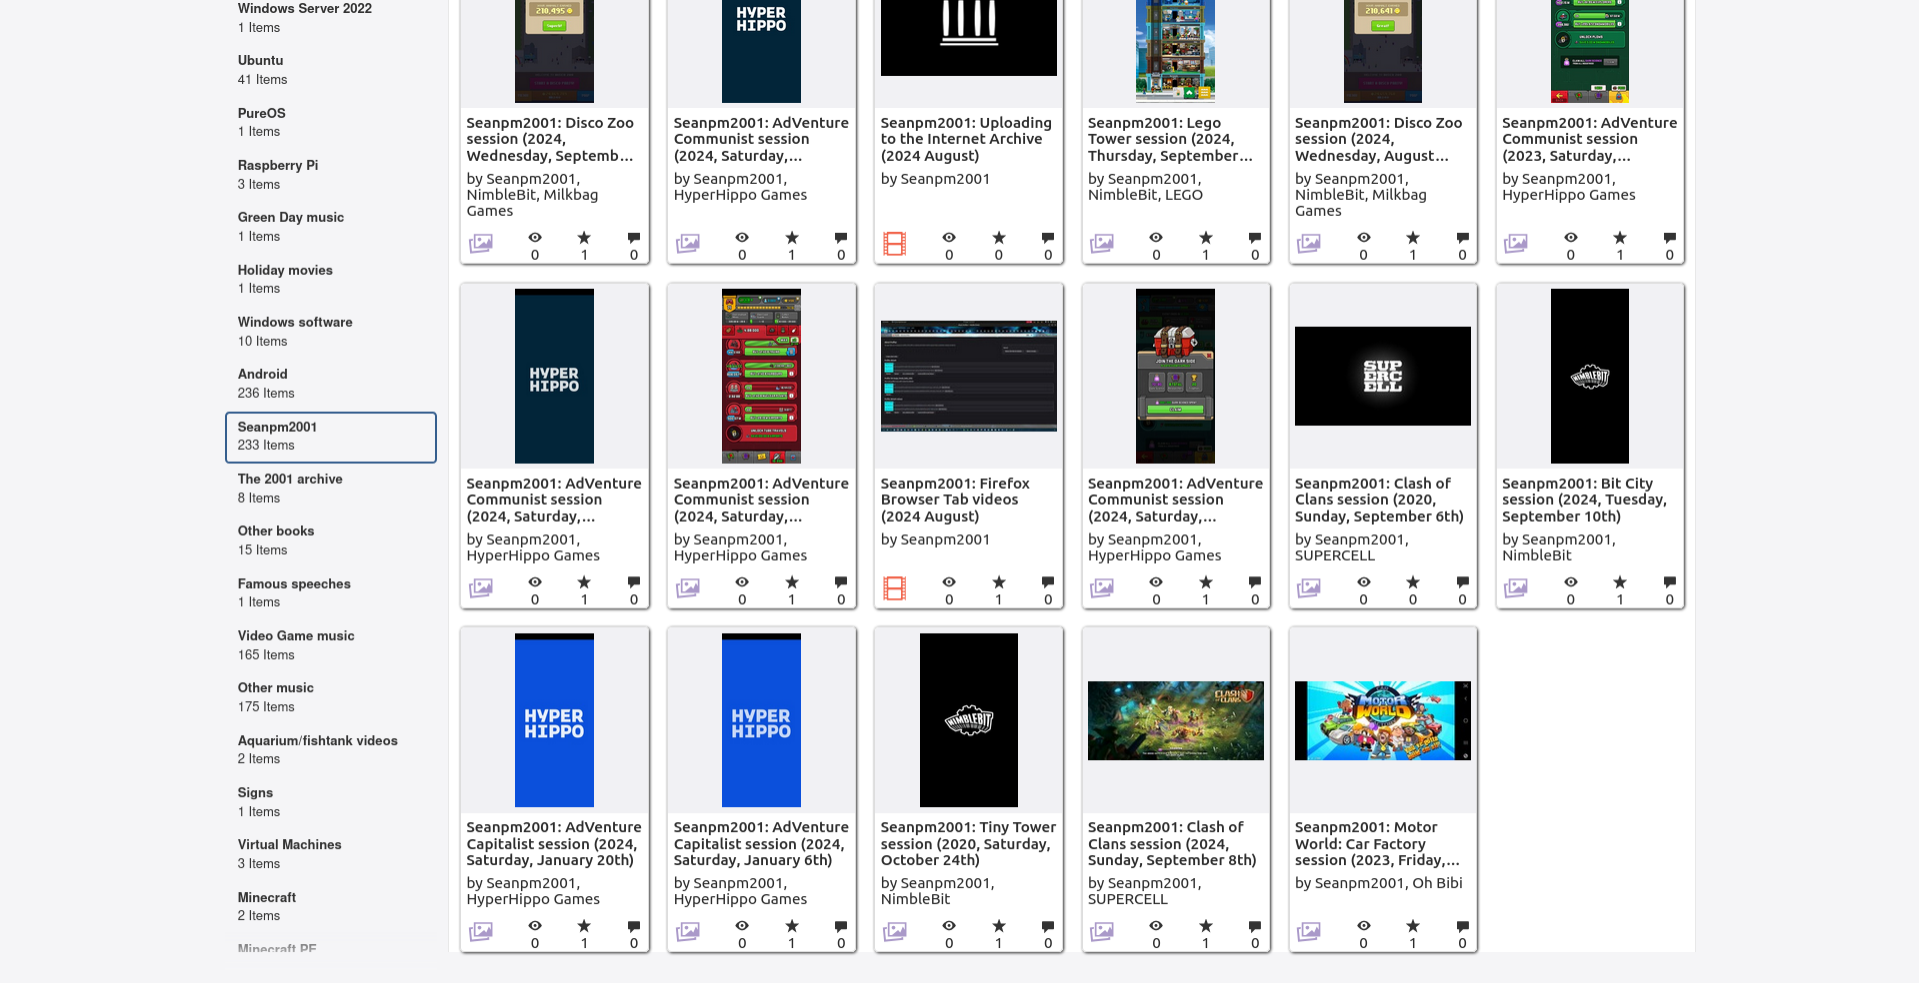 Windows Server 2022
1 Items
Ubuntu
41 Items
PureOS
1 Items
Raspberry Pi
3 Items
Green Day music
1 Items
Holiday movies
1 Items
Windows software
10 Items
Android
236 Items
Seanpm2001
233 Items
The 2001 archive
8 Items
Other books
15 Items
Famous speeches
1 Items
Video Game music
165 Items
Other music
175 Items
Aquarium/fishtank videos
2 Items
Signs
1 Items
Virtual Machines
3 Items
Minecraft
2 Items
Minecraft PE
210,495
Seanpm2001: Disco Zoo
session (2024,
Wednesday, Septemb...
by Seanpm2001,
NimbleBit, Milkbag
Games
0
1
0
HYPER
HIPPO
Seanpm2001: AdVenture
Communist session
(2024, Saturday,...
by Seanpm2001,
HyperHippo Games
0
1
0
Seanpm2001: Uploading
to the Internet Archive
(2024 August)
by Seanpm2001
0
0
0
Seanpm2001: Lego
Tower session (2024,
Thursday, September...
by Seanpm2001,
NimbleBit, LEGO
0
1
0
210,641
Seanpm2001: Disco Zoo
session (2024,
Wednesday, August...
by Seanpm2001,
NimbleBit, Milkbag
Games
0
1
0
Seanpm2001: AdVenture
Communist session
(2023, Saturday,...
by Seanpm2001,
HyperHippo Games
0
1
0
HYPER
HIPPO
Seanpm2001: AdVenture
Communist session
(2024, Saturday,...
by Seanpm2001,
HyperHippo Games
0
1
0
Seanpm2001: AdVenture
Communist session
(2024, Saturday,...
by Seanpm2001,
HyperHippo Games
0
1
0
Seanpm2001: Firefox
Browser Tab videos
(2024 August)
by Seanpm2001
0
1
0
JOIN THE DARK SIDE
Seanpm2001: AdVenture
Communist session
(2024, Saturday,...
by Seanpm2001,
HyperHippo Games
0
1
0
SUP
ERC
ELL
Seanpm2001: Clash of
Clans session (2020,
Sunday, September 6th)
by Seanpm2001,
SUPERCELL
0
0
0
NIMBLEBIT
Seanpm2001: Bit City
session (2024, Tuesday,
September 10th)
by Seanpm2001,
NimbleBit
0
1
0
HYPER
HIPPO
Seanpm2001: AdVenture
Capitalist session (2024,
Saturday, January 20th)
by Seanpm2001,
HyperHippo Games
0
1
0
HYPER
HIPPO
Seanpm2001: AdVenture
Capitalist session (2024,
Saturday, January 6th)
by Seanpm2001,
HyperHippo Games
0
1
0
NIMBLEBIT
Seanpm2001: Tiny Tower
session (2020, Saturday,
October 24th)
by Seanpm2001,
NimbleBit
0
1
0
CLASH OF CLANS
Seanpm2001: Clash of
Clans session (2024,
Sunday, September 8th)
by Seanpm2001,
SUPERCELL
0
1
0
MOTOR
WORLD
Seanpm2001: Motor
World: Car Factory
session (2023, Friday,...
by Seanpm2001, Oh Bibi
0
1
0